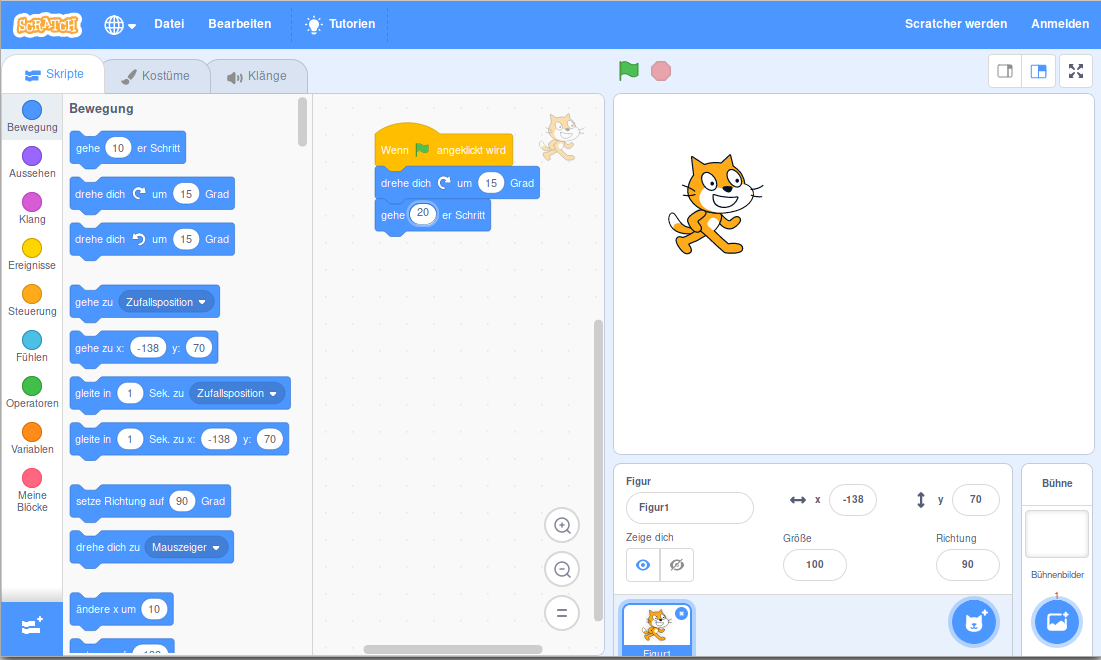 SCRATCH
Datei
Bearbeiten
Tutorien
Scratcher werden
Anmelden
Skripte
Kostüme
Klänge
Bewegung
Aussehen
Klang
Ereignisse
Steuerung
Fühlen
Operatoren
Variablen
Meine
Blöcke
Bewegung
gehe 10 er Schritt
drehe dich um 15 Grad
drehe dich um 15 Grad
gehe zu Zufallsposition
gehe zu x: -138 y: 70
gleite in 1 Sek. zu Zufallsposition
gleite in 1 Sek. zu x: -138 y: 70
setze Richtung auf 90 Grad
drehe dich zu Mauszeiger
ändere x um 10
Wenn angeklickt wird
drehe dich um 15 Grad
gehe 20 er Schritt
Figur
Figur1
x -138
y 70
Zeige dich
Größe
100
Richtung
90
Figur1
Bühne
Bühnenbilder
1